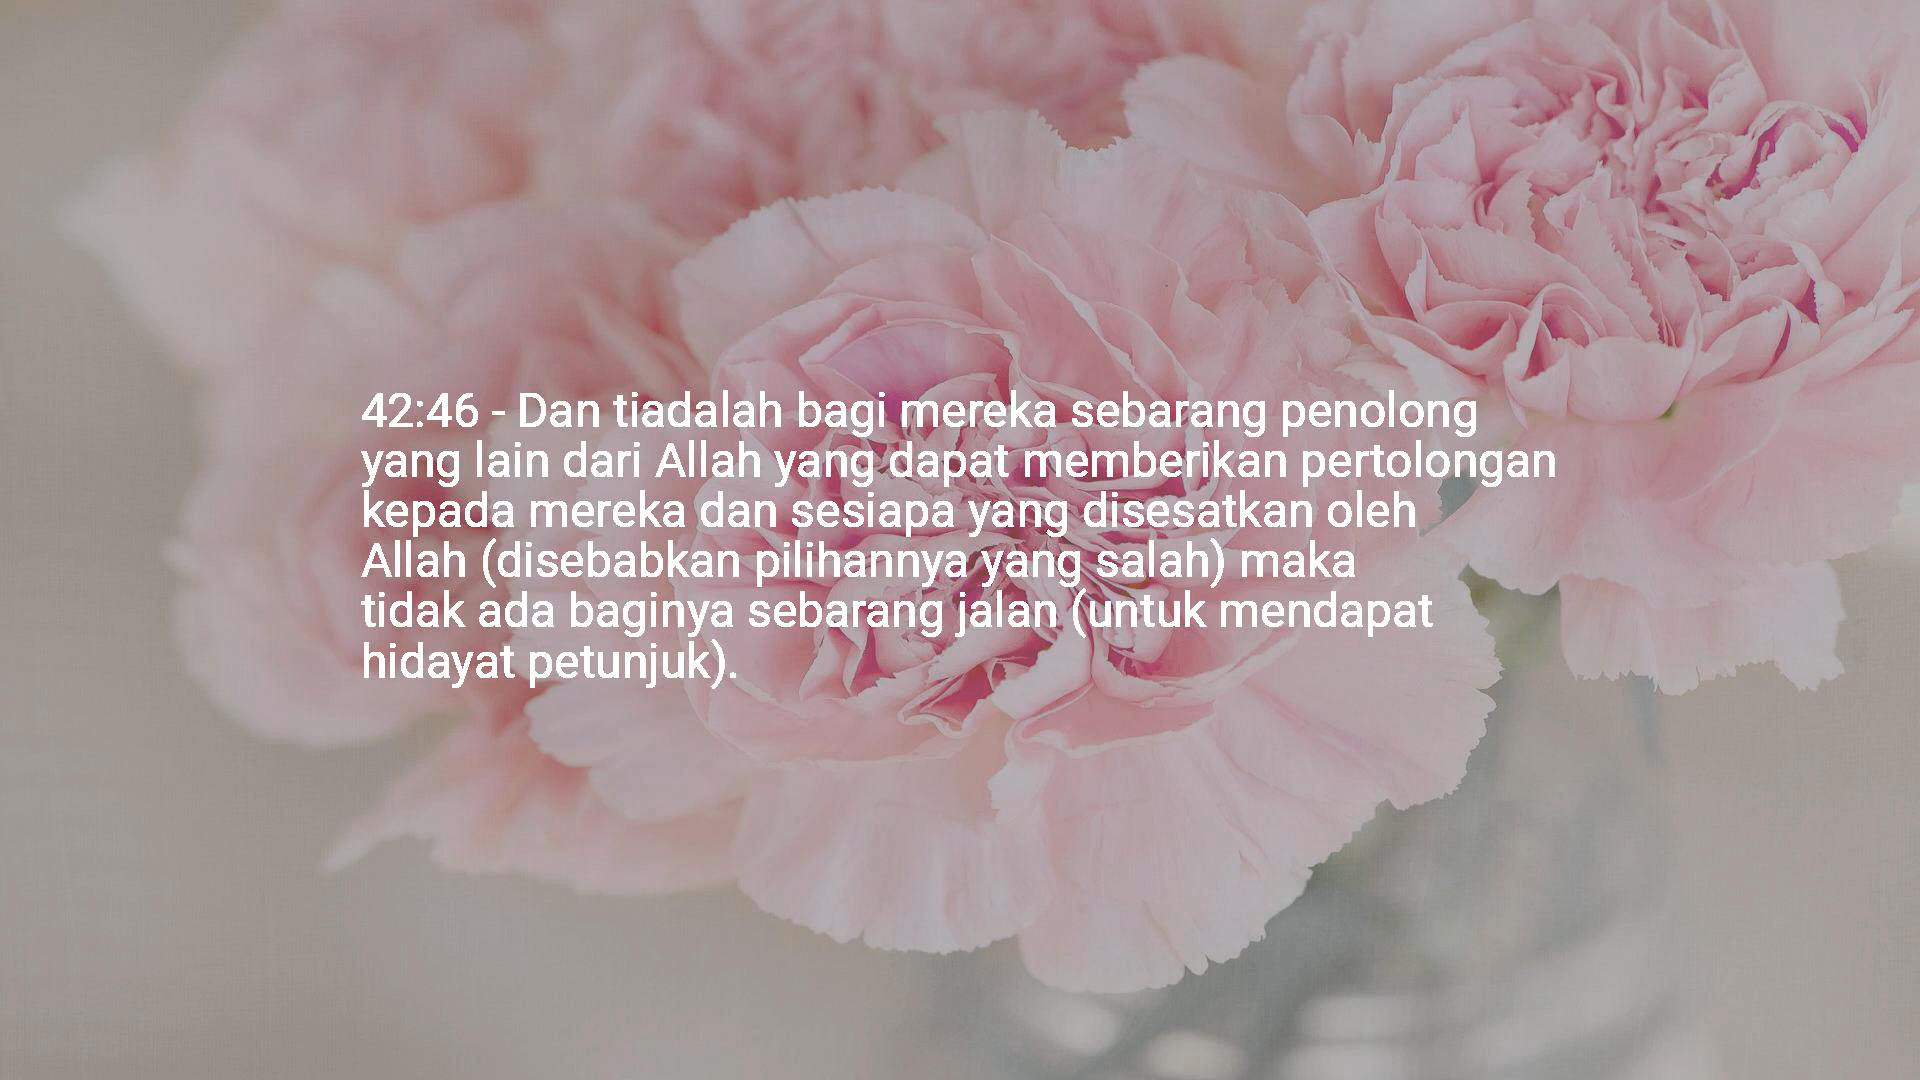 42:46 - Dan tiadalah bagi mereka sebarang penolong
yang lain dari Allah yang dapat memberikan pertolongan
kepada mereka dan sesiapa yang disesatkan oleh
Allah (disebabkan pilihannya yang salah) maka
tidak ada baginya sebarang jalan (untuk mendapat
hidayat petunjuk).